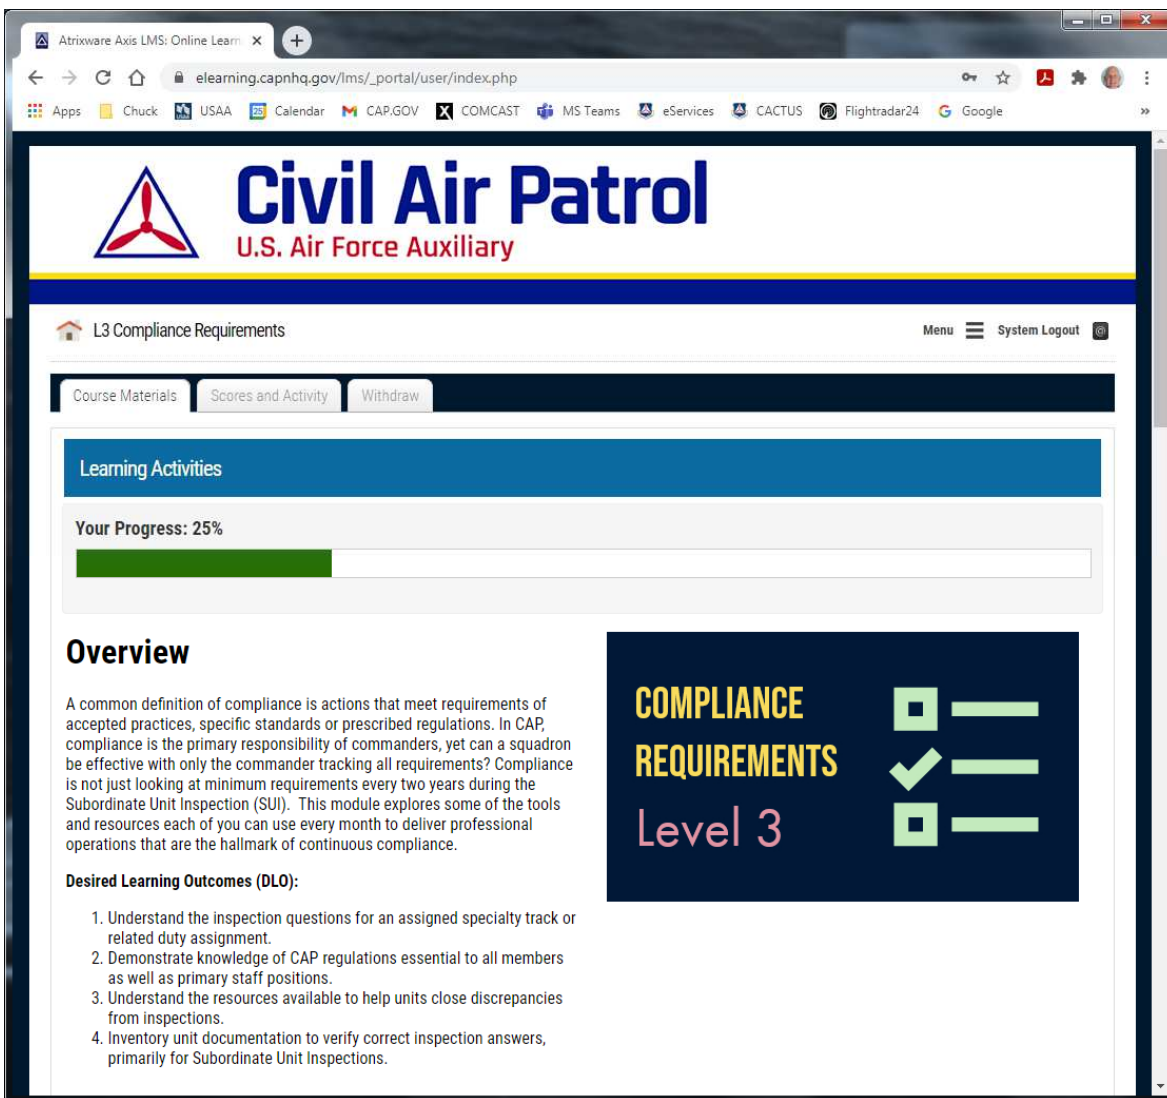 Atrixware Axis LMS: Online Learn
elearning.capnhq.gov/lms/_portal/user/index.php
Apps Chuck USAA 25 Calendar CAP.GOV COMCAST MS Teams eServices CACTUS Flightradar24 Google »
Civil Air Patrol
U.S. Air Force Auxiliary
L3 Compliance Requirements Menu System Logout
Course Materials Scores and Activity Withdraw
Learning Activities
Your Progress: 25%
Overview
A common definition of compliance is actions that meet requirements of
accepted practices, specific standards or prescribed regulations. In CAP,
compliance is the primary responsibility of commanders, yet can a squadron
be effective with only the commander tracking all requirements? Compliance
is not just looking at minimum requirements every two years during the
Subordinate Unit Inspection (SUI). This module explores some of the tools
and resources each of you can use every month to deliver professional
operations that are the hallmark of continuous compliance.
Desired Learning Outcomes (DLO):
1. Understand the inspection questions for an assigned specialty track or
related duty assignment.
2. Demonstrate knowledge of CAP regulations essential to all members
as well as primary staff positions.
3. Understand the resources available to help units close discrepancies
from inspections.
4. Inventory unit documentation to verify correct inspection answers,
primarily for Subordinate Unit Inspections.
COMPLIANCE
REQUIREMENTS
Level 3